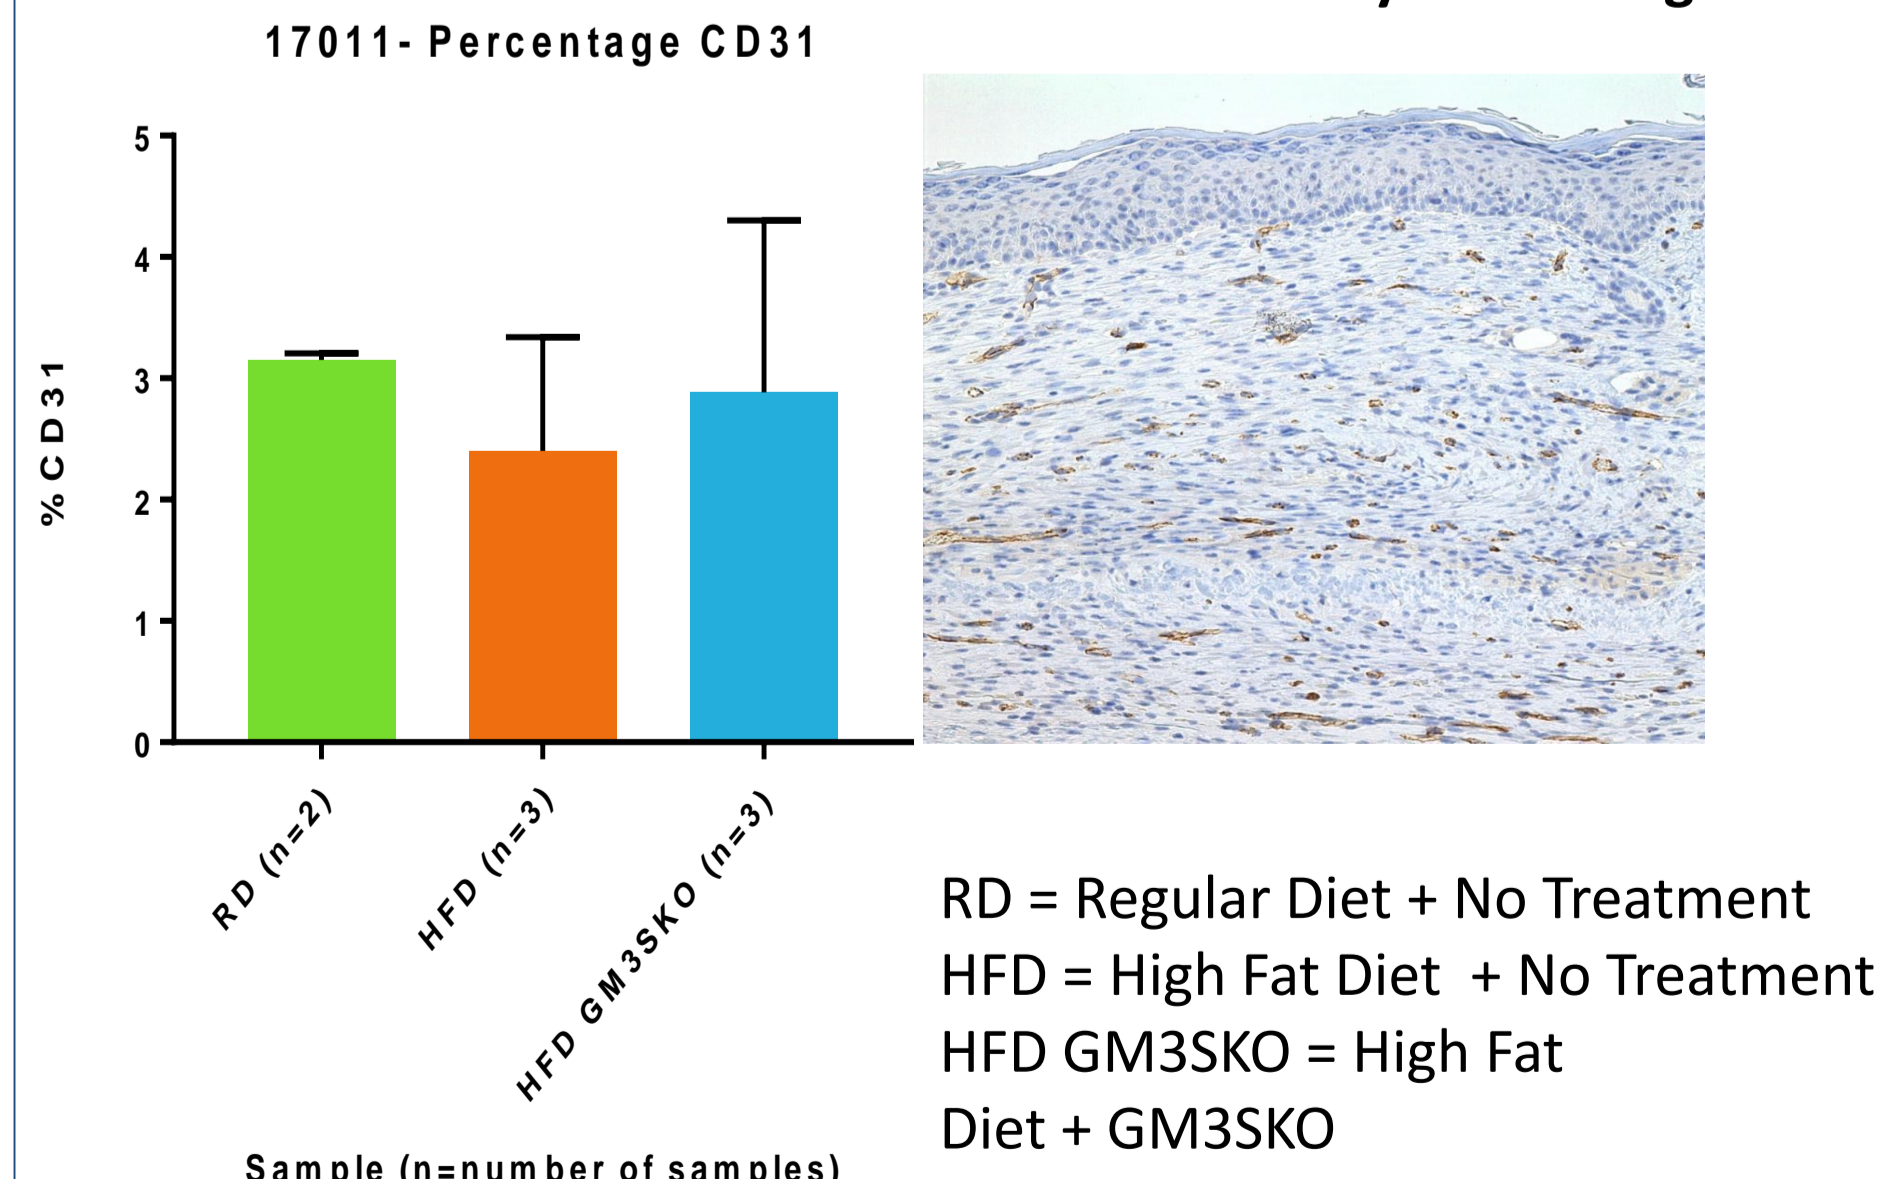 17011- Percentage CD31
5
4
3
2
1
0
%CD31
RD (n=2)
HFD (n=3)
HFD GM3SKO (n=3)
Sample (n=number of samples)
RD = Regular Diet + No Treatment
HFD = High Fat Diet + No Treatment
HFD GM3SKO = High Fat
Diet + GM3SKO